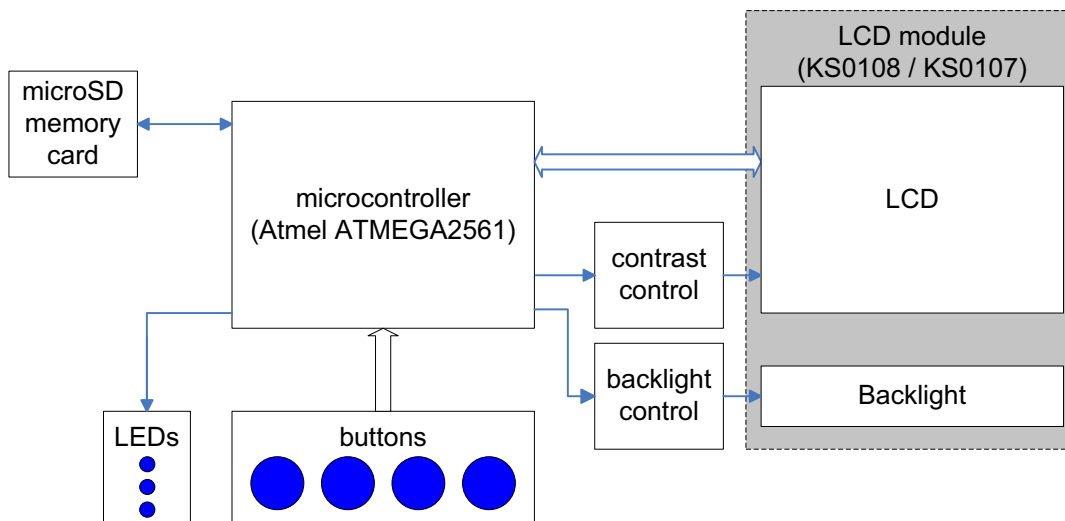 LCD module
(KS0108 / KS0107)
microSD
memory
card
microcontroller
(Atmel ATMEGA2561)
LCD
contrast
control
backlight
control
Backlight
LEDs
buttons